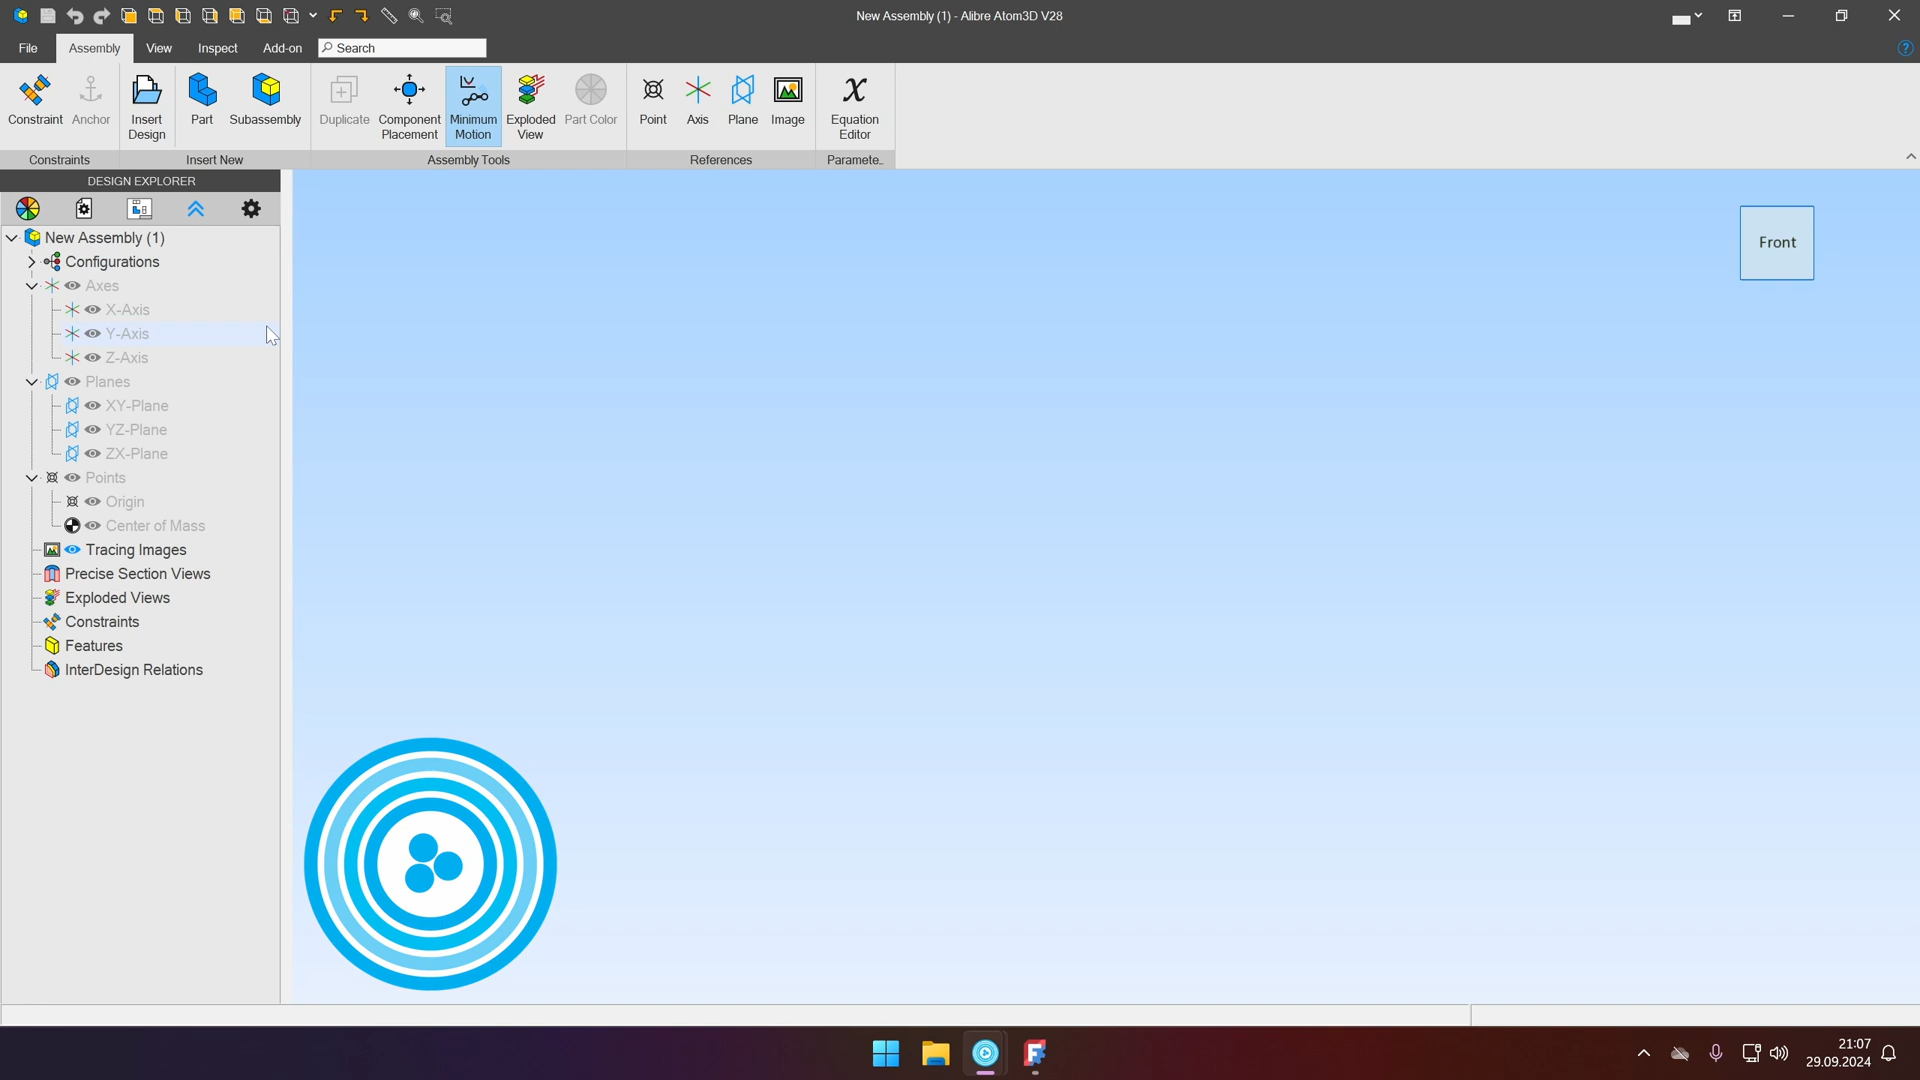 New Assembly (1) - Alibre Atom3D V28
File Assembly View Inspect Add-on Search
Constraint Anchor Insert Design Part Subassembly Duplicate Component Placement Minimum Motion Exploded View Part Color Point Axis Plane Image Equation Editor
Constraints Insert New Assembly Tools References Paramete..
DESIGN EXPLORER
New Assembly (1)
Configurations
Axes
X-Axis
Y-Axis
Z-Axis
Planes
XY-Plane
YZ-Plane
ZX-Plane
Points
Origin
Center of Mass
Tracing Images
Precise Section Views
Exploded Views
Constraints
Features
InterDesign Relations
Front
21:07
29.09.2024